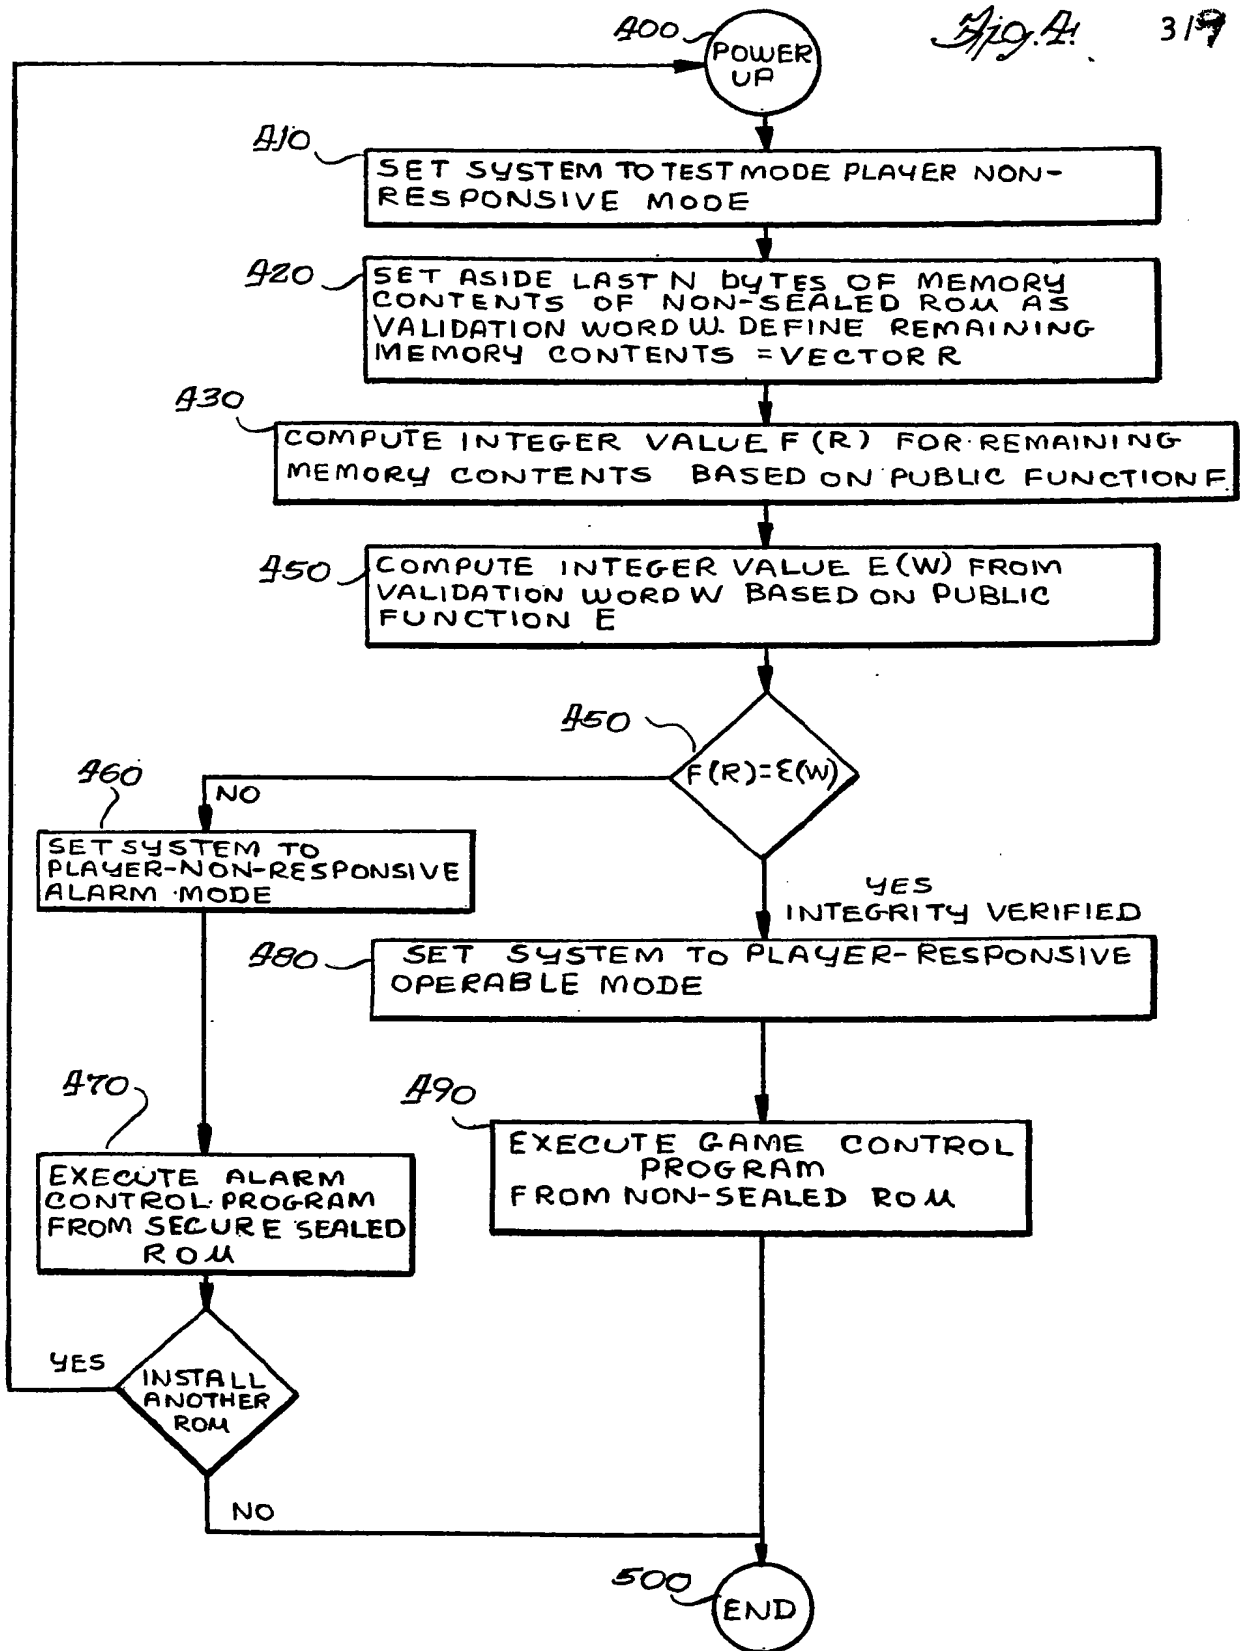 Fig. 4. 3/9
400
POWER
UP
410
SET SYSTEM TO TEST MODE PLAYER NON-
RESPONSIVE MODE
420
SET ASIDE LAST N BYTES OF MEMORY
CONTENTS OF NON-SEALED ROM AS
VALIDATION WORD W. DEFINE REMAINING
MEMORY CONTENTS = VECTOR R
430
COMPUTE INTEGER VALUE F(R) FOR REMAINING
MEMORY CONTENTS BASED ON PUBLIC FUNCTION F.
450
COMPUTE INTEGER VALUE E(W) FROM
VALIDATION WORD W BASED ON PUBLIC
FUNCTION E
450
F(R)=E(W)
460
NO
SET SYSTEM TO
PLAYER-NON-RESPONSIVE
ALARM MODE
YES
INTEGRITY VERIFIED
480
SET SYSTEM TO PLAYER-RESPONSIVE
OPERABLE MODE
470
EXECUTE ALARM
CONTROL PROGRAM
FROM SECURE SEALED
ROM
490
EXECUTE GAME CONTROL
PROGRAM
FROM NON-SEALED ROM
YES
INSTALL
ANOTHER
ROM
NO
500
END